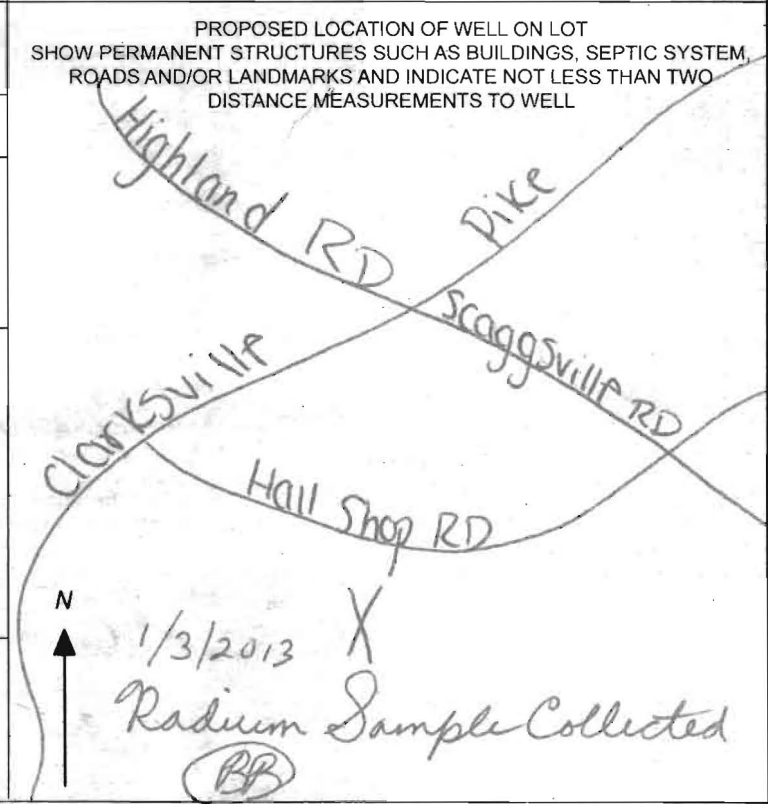 PROPOSED LOCATION OF WELL ON LOT
SHOW PERMANENT STRUCTURES SUCH AS BUILDINGS, SEPTIC SYSTEM,
ROADS AND/OR LANDMARKS AND INDICATE NOT LESS THAN TWO
DISTANCE MEASUREMENTS TO WELL
Highland RD
Pike
Scaggsville RD
Clarksville
Hall Shop RD
N
X
1/3/2013
Radium Sample Collected
BB